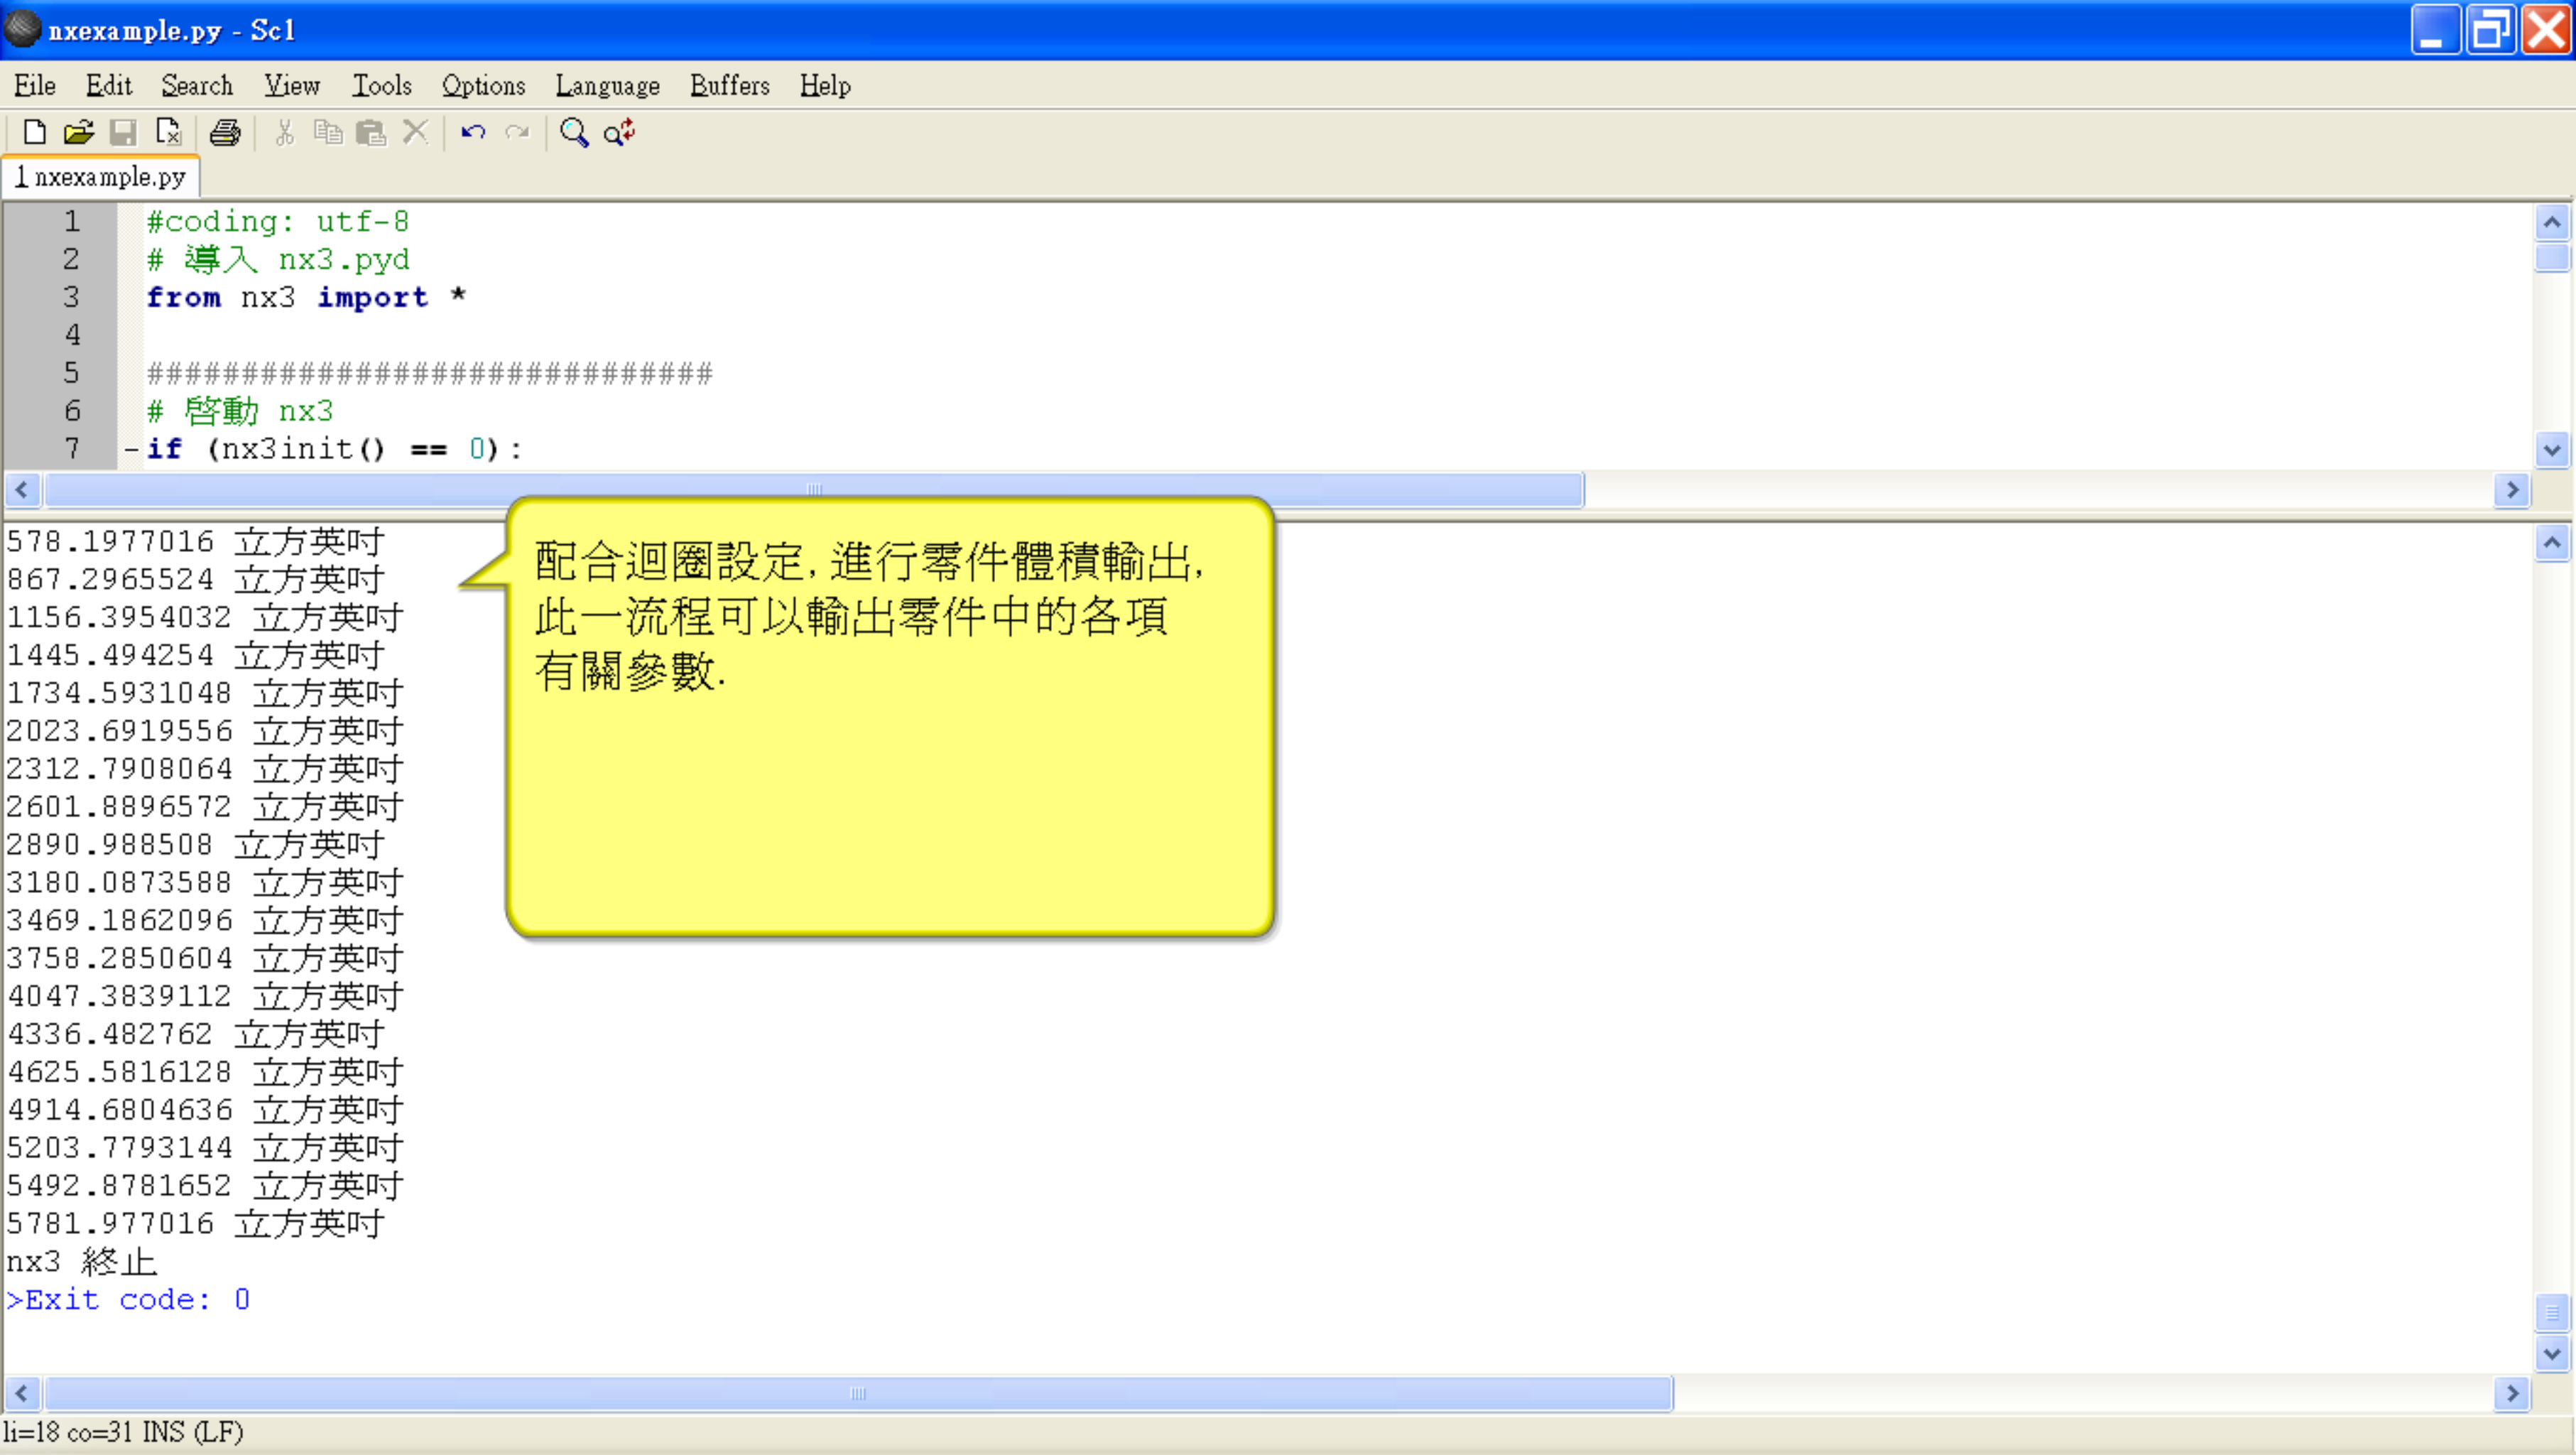 nxexample.py - Sc1
File Edit Search View Tools Options Language Buffers Help
1 nxexample.py
1 #coding: utf-8
2 # 導入 nx3.pyd
3 from nx3 import *
4
5 ##############################
6 # 啓動 nx3
7 if (nx3init() == 0):
578.1977016 立方英吋
867.2965524 立方英吋
1156.3954032 立方英吋
1445.494254 立方英吋
1734.5931048 立方英吋
2023.6919556 立方英吋
2312.7908064 立方英吋
2601.8896572 立方英吋
2890.988508 立方英吋
3180.0873588 立方英吋
3469.1862096 立方英吋
3758.2850604 立方英吋
4047.3839112 立方英吋
4336.482762 立方英吋
4625.5816128 立方英吋
4914.6804636 立方英吋
5203.7793144 立方英吋
5492.8781652 立方英吋
5781.977016 立方英吋
nx3 終止
>Exit code: 0
配合迴圈設定, 進行零件體積輸出,
此一流程可以輸出零件中的各項
有關參數.
li=18 co=31 INS (LF)